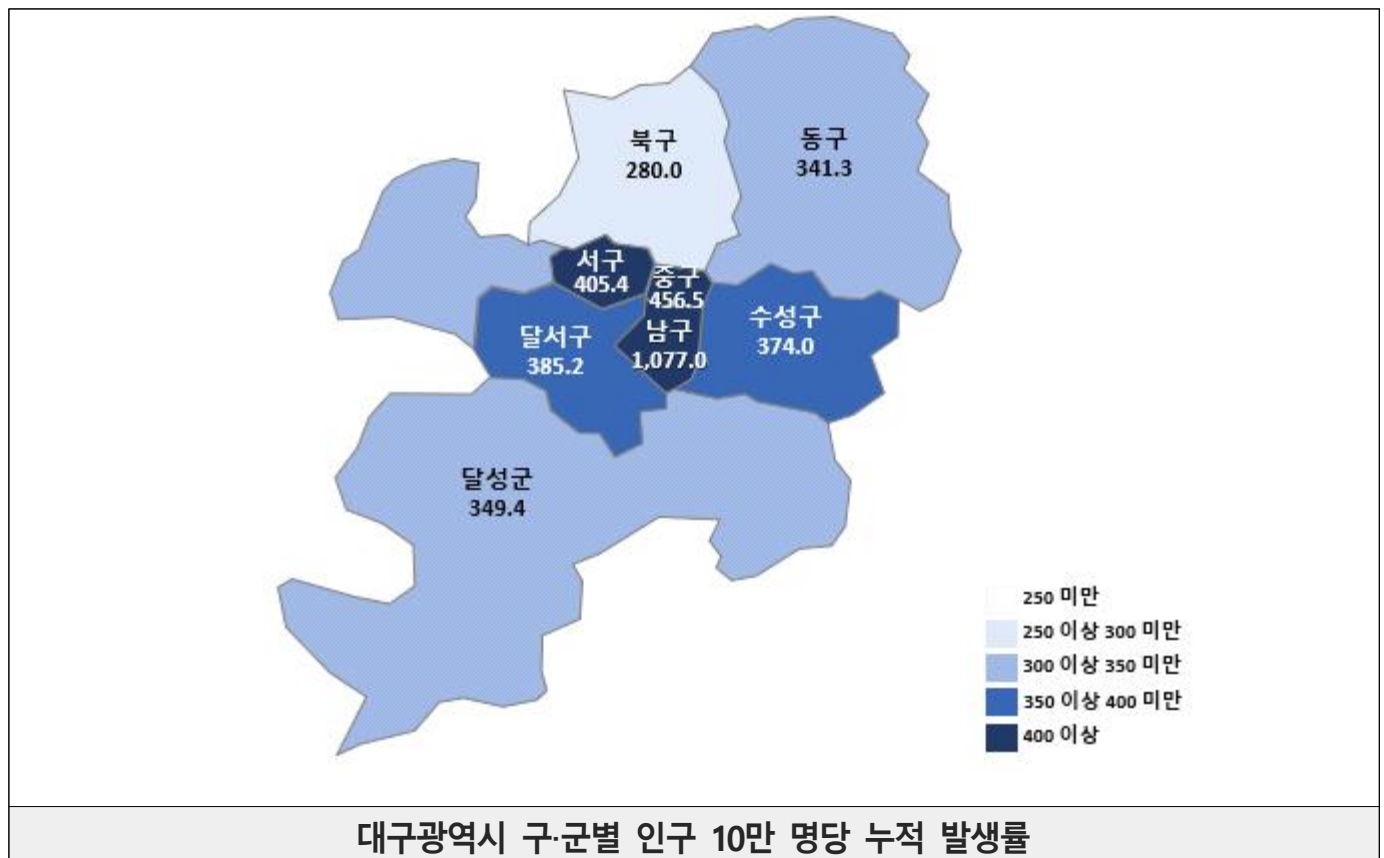 북구
280.0
동구
341.3
서구
405.4
중구
456.5
달서구
385.2
남구
1,077.0
수성구
374.0
달성군
349.4
250 미만
250 이상 300 미만
300 이상 350 미만
350 이상 400 미만
400 이상
대구광역시 구·군별 인구 10만 명당 누적 발생률